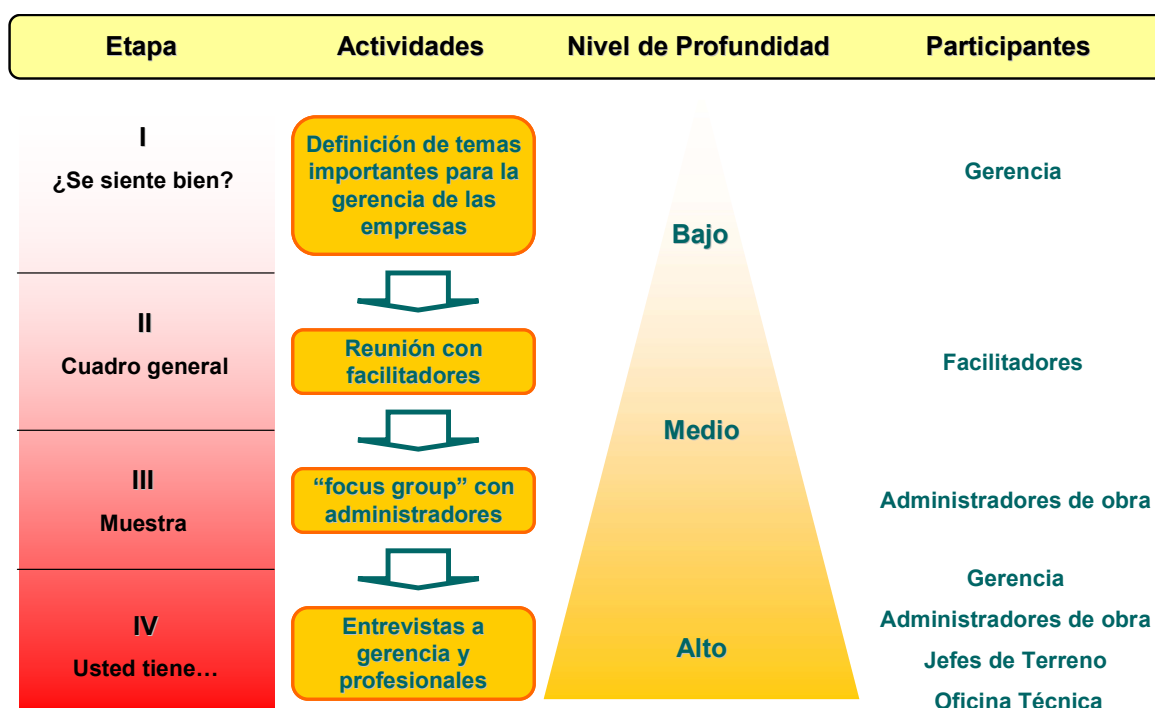 Etapa
Actividades
Nivel de Profundidad
Participantes
I
¿Se siente bien?
Definición de temas
importantes para la
gerencia de las
empresas
Bajo
Gerencia
II
Cuadro general
Reunión con
facilitadores
Medio
Facilitadores
III
Muestra
“focus group” con
administradores
Administradores de obra
IV
Usted tiene…
Entrevistas a
gerencia y
profesionales
Alto
Gerencia
Administradores de obra
Jefes de Terreno
Oficina Técnica